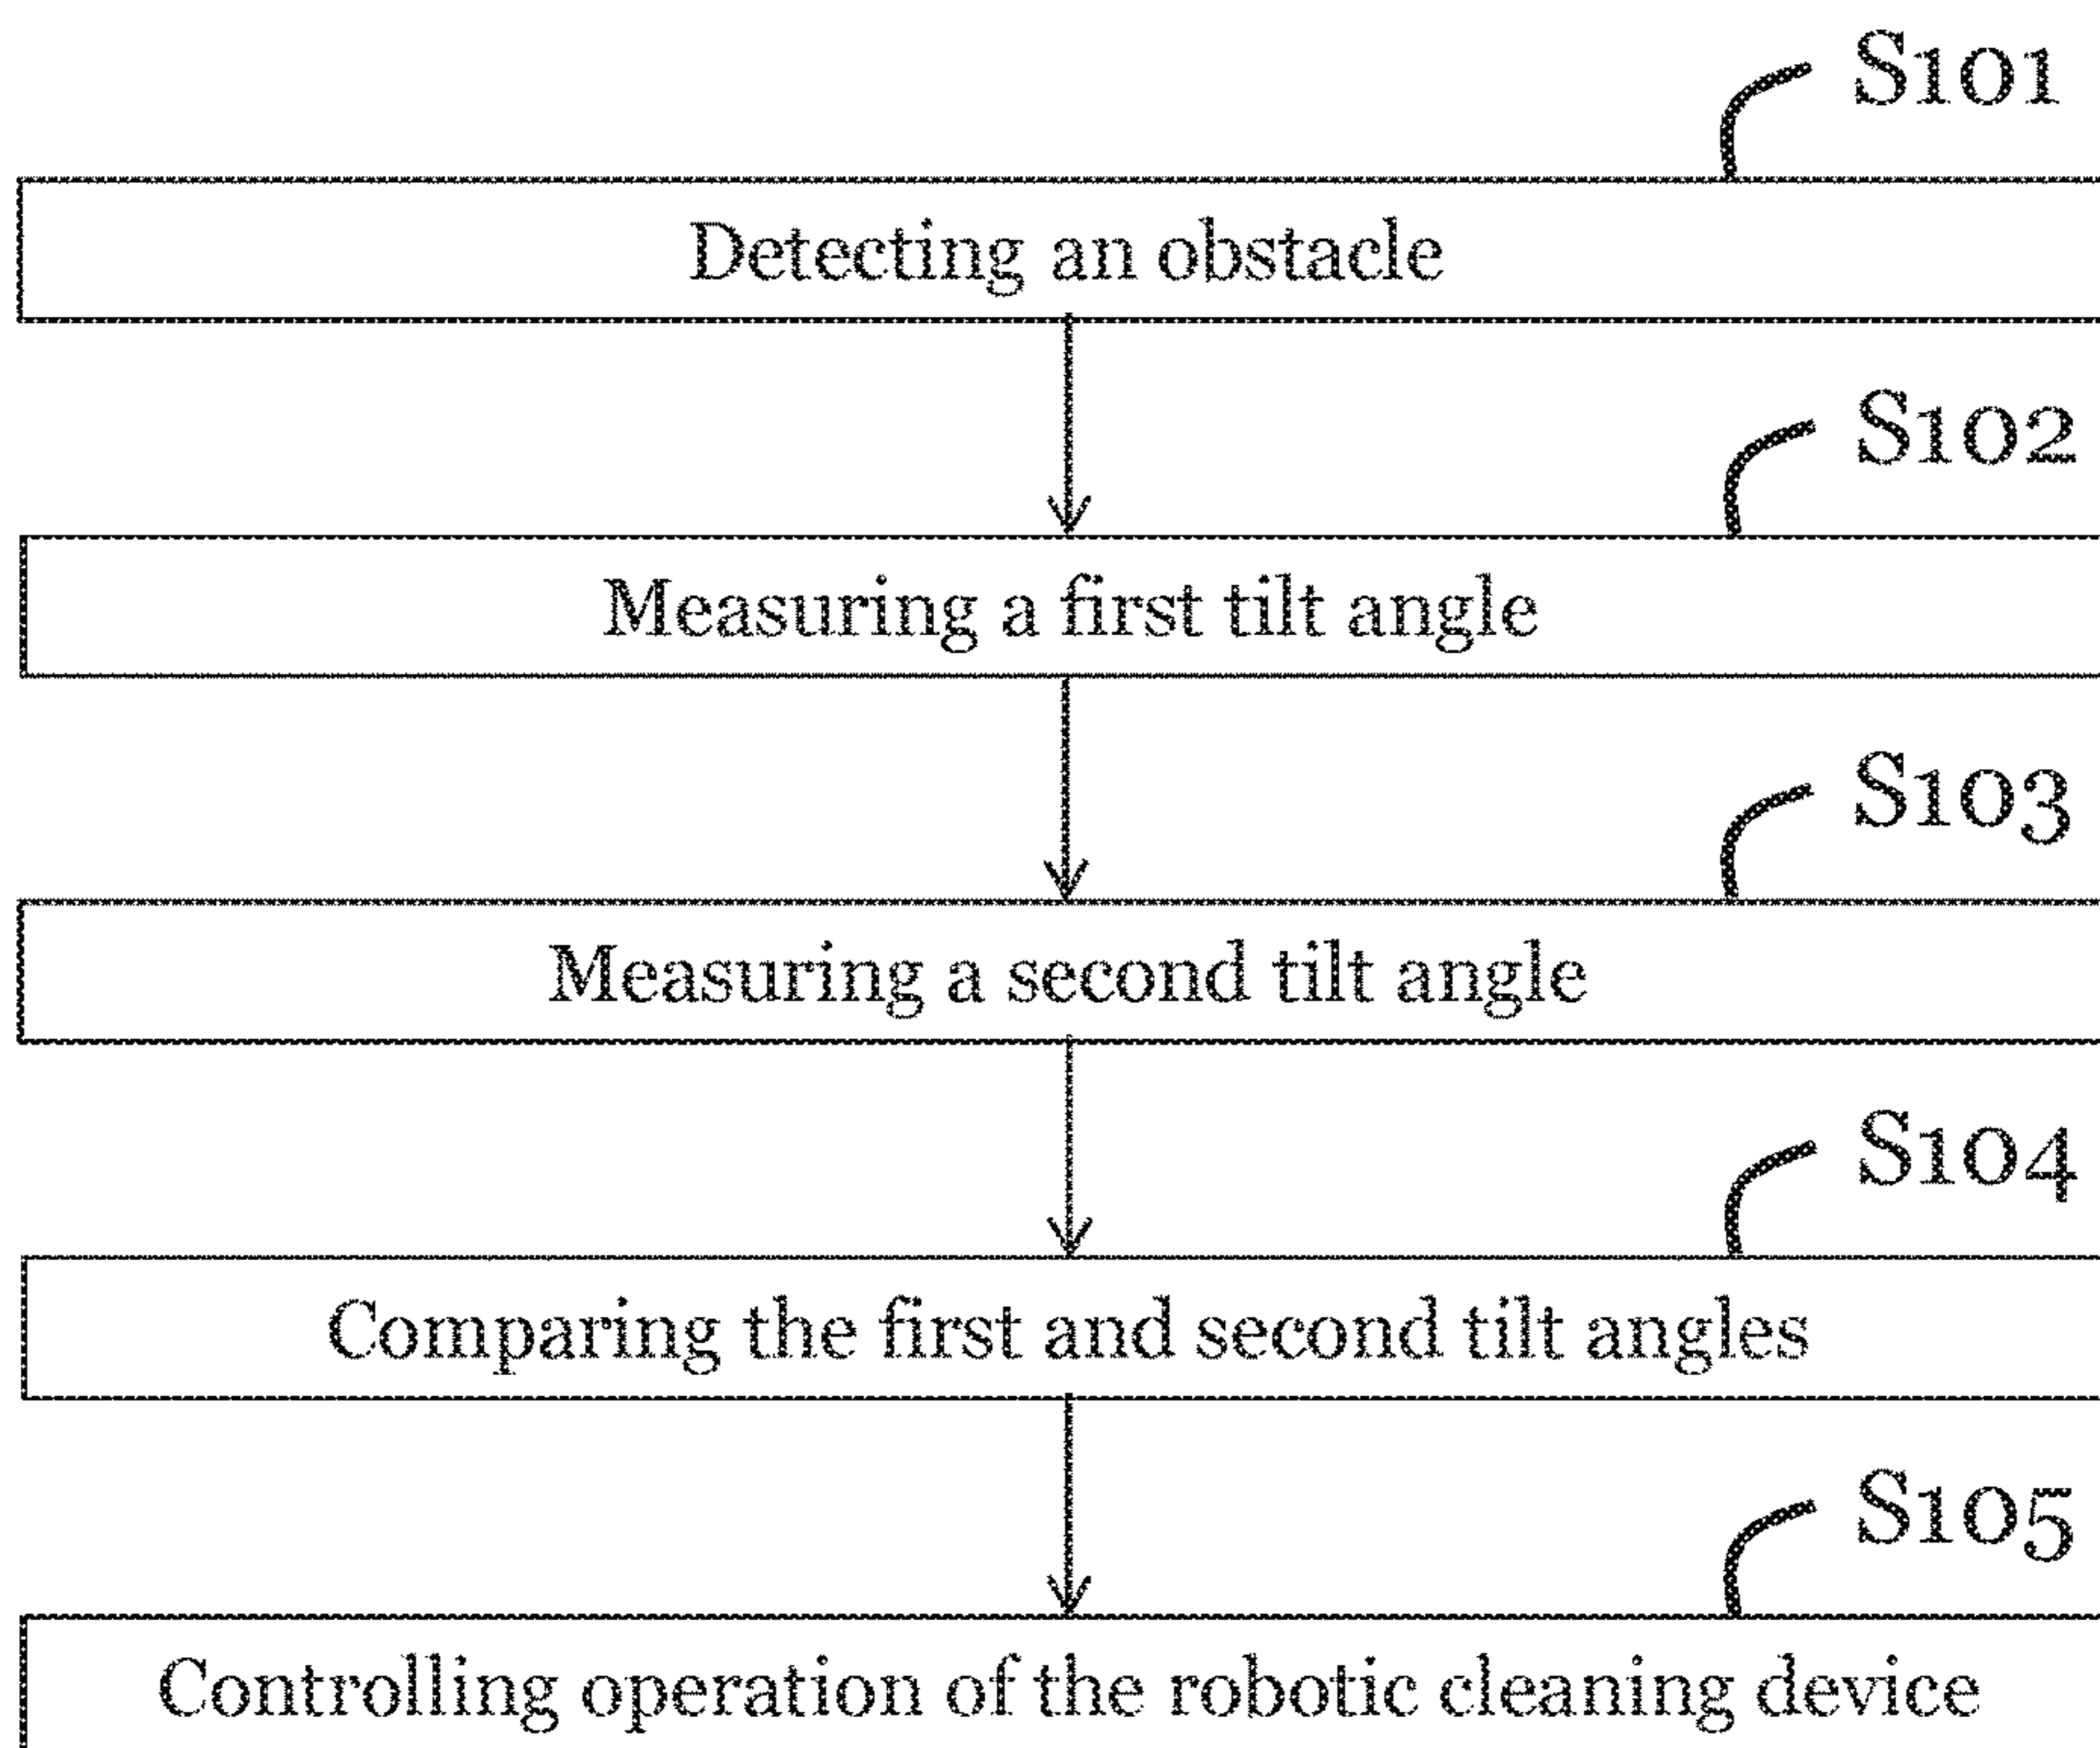 S101
Detecting an obstacle
S102
Measuring a first tilt angle
S103
Measuring a second tilt angle
S104
Comparing the first and second tilt angles
S105
Controlling operation of the robotic cleaning device